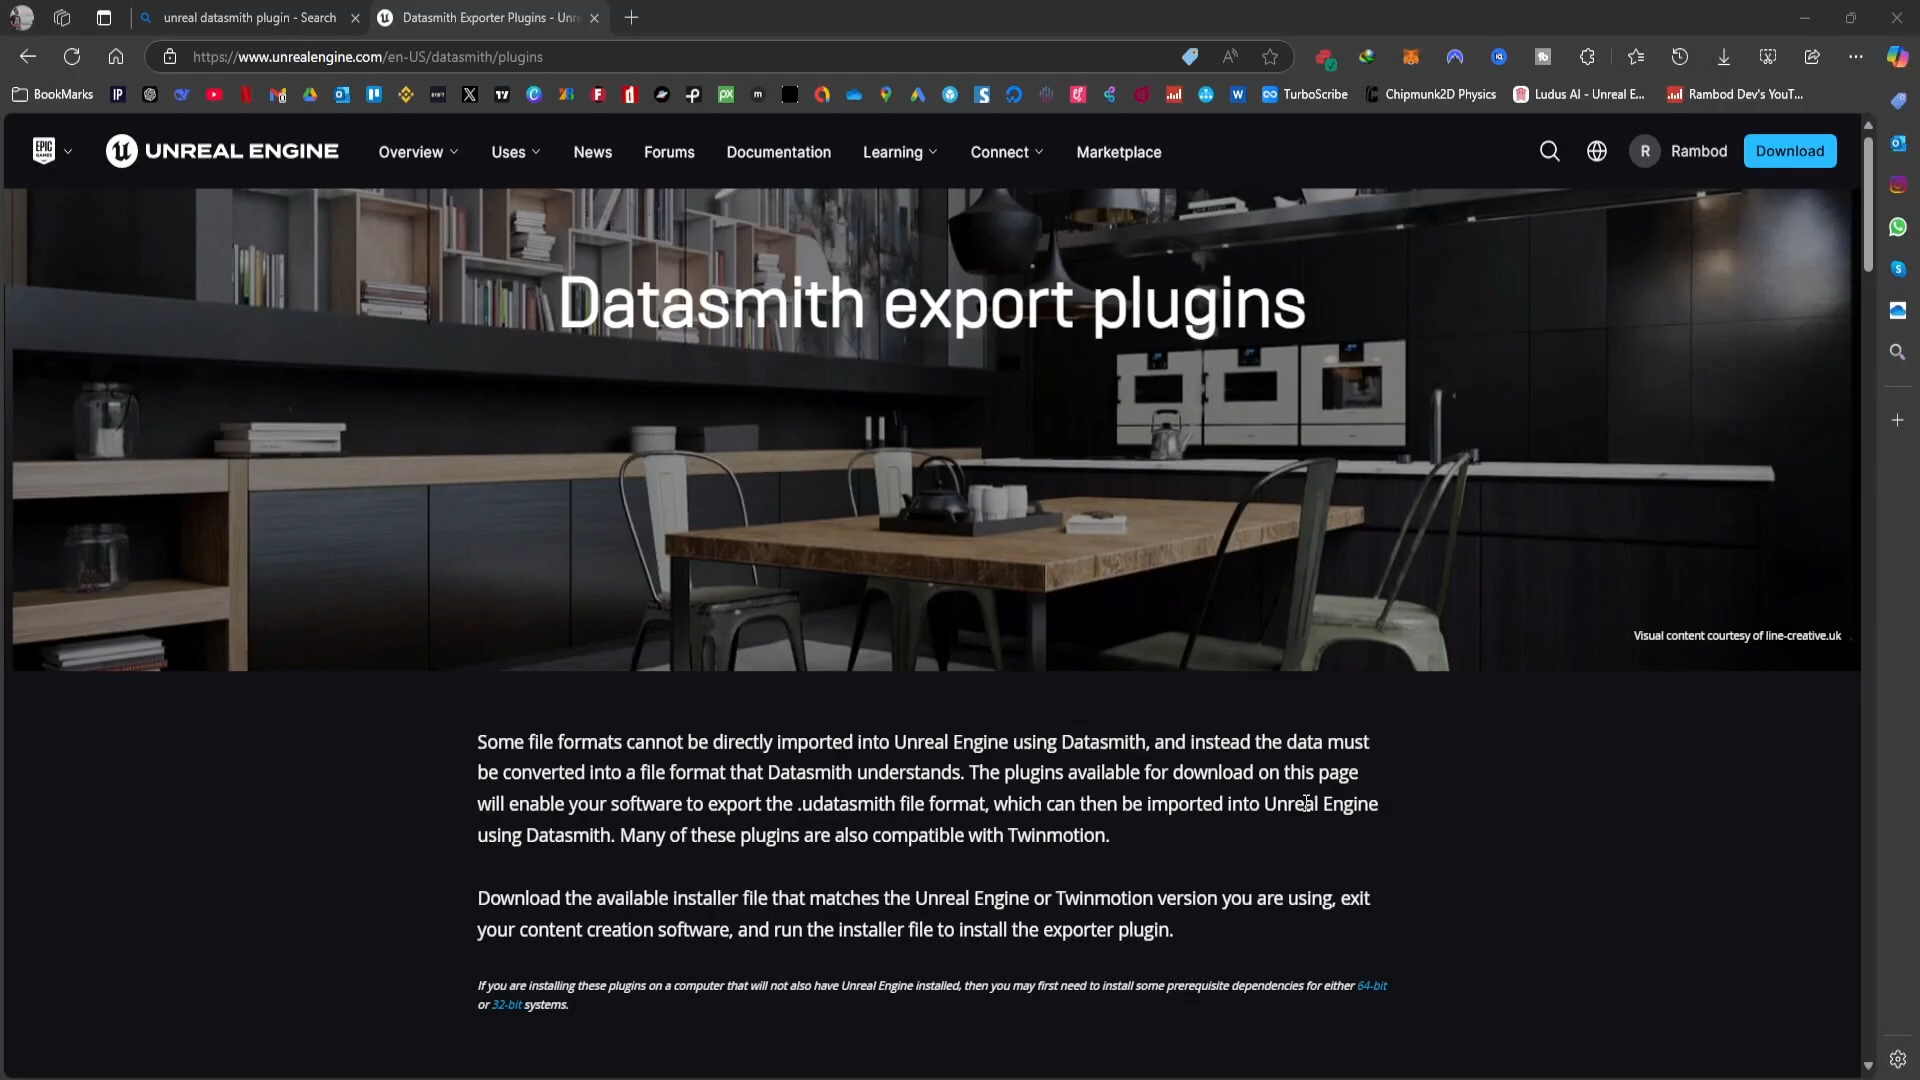 unreal datasmith plugin - Search
Datasmith Exporter Plugins - Unre
https://www.unrealengine.com/en-US/datasmith/plugins
BookMarks
TurboScribe
Chipmunk2D Physics
Ludus AI - Unreal E...
Rambod Dev's YouT...
EPIC GAMES
UNREAL ENGINE
Overview
Uses
News
Forums
Documentation
Learning
Connect
Marketplace
R
Rambod
Download
Datasmith export plugins
Visual content courtesy of line-creative.uk
Some file formats cannot be directly imported into Unreal Engine using Datasmith, and instead the data must
be converted into a file format that Datasmith understands. The plugins available for download on this page
will enable your software to export the .udatasmith file format, which can then be imported into Unreal Engine
using Datasmith. Many of these plugins are also compatible with Twinmotion.
Download the available installer file that matches the Unreal Engine or Twinmotion version you are using, exit
your content creation software, and run the installer file to install the exporter plugin.
If you are installing these plugins on a computer that will not also have Unreal Engine installed, then you may first need to install some prerequisite dependencies for either 64-bit
or 32-bit systems.